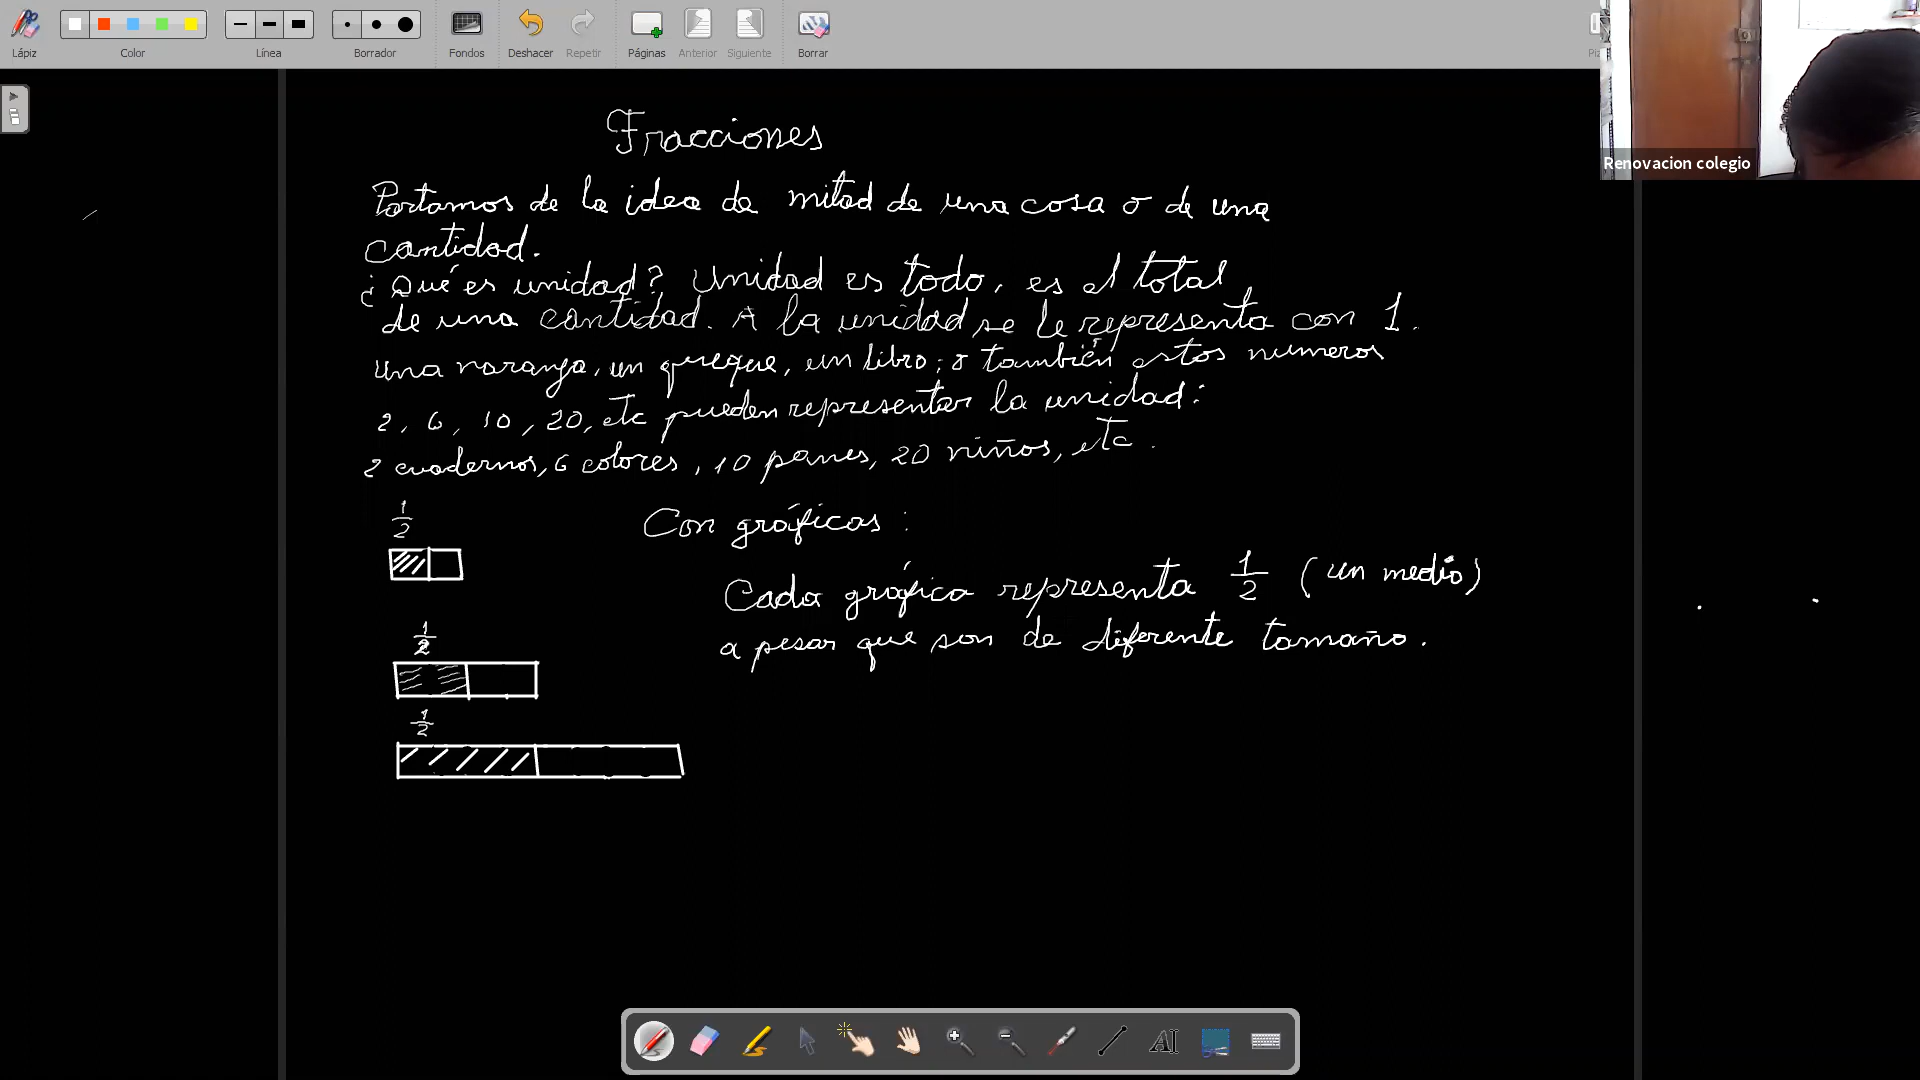 Lápiz Color Línea Borrador Fondos Deshacer Repetir Páginas Anterior Siguiente Borrar
Renovacion colegio
Fracciones
Partamos de la idea de mitad de una cosa o de una
cantidad.
¿Qué es unidad? Unidad es todo, es el total
de una cantidad. A la unidad se le representa con 1.
una naranja, un queque, un libro; o también estos numeros
2, 6, 10, 20, etc pueden representar la unidad:
2 cuadernos, 6 colores, 10 panes, 20 niños, etc.
1/2
Con gráficas:
Cada gráfica representa 1/2 (un medio)
a pesar que son de diferente tamaño.
1/2
1/2